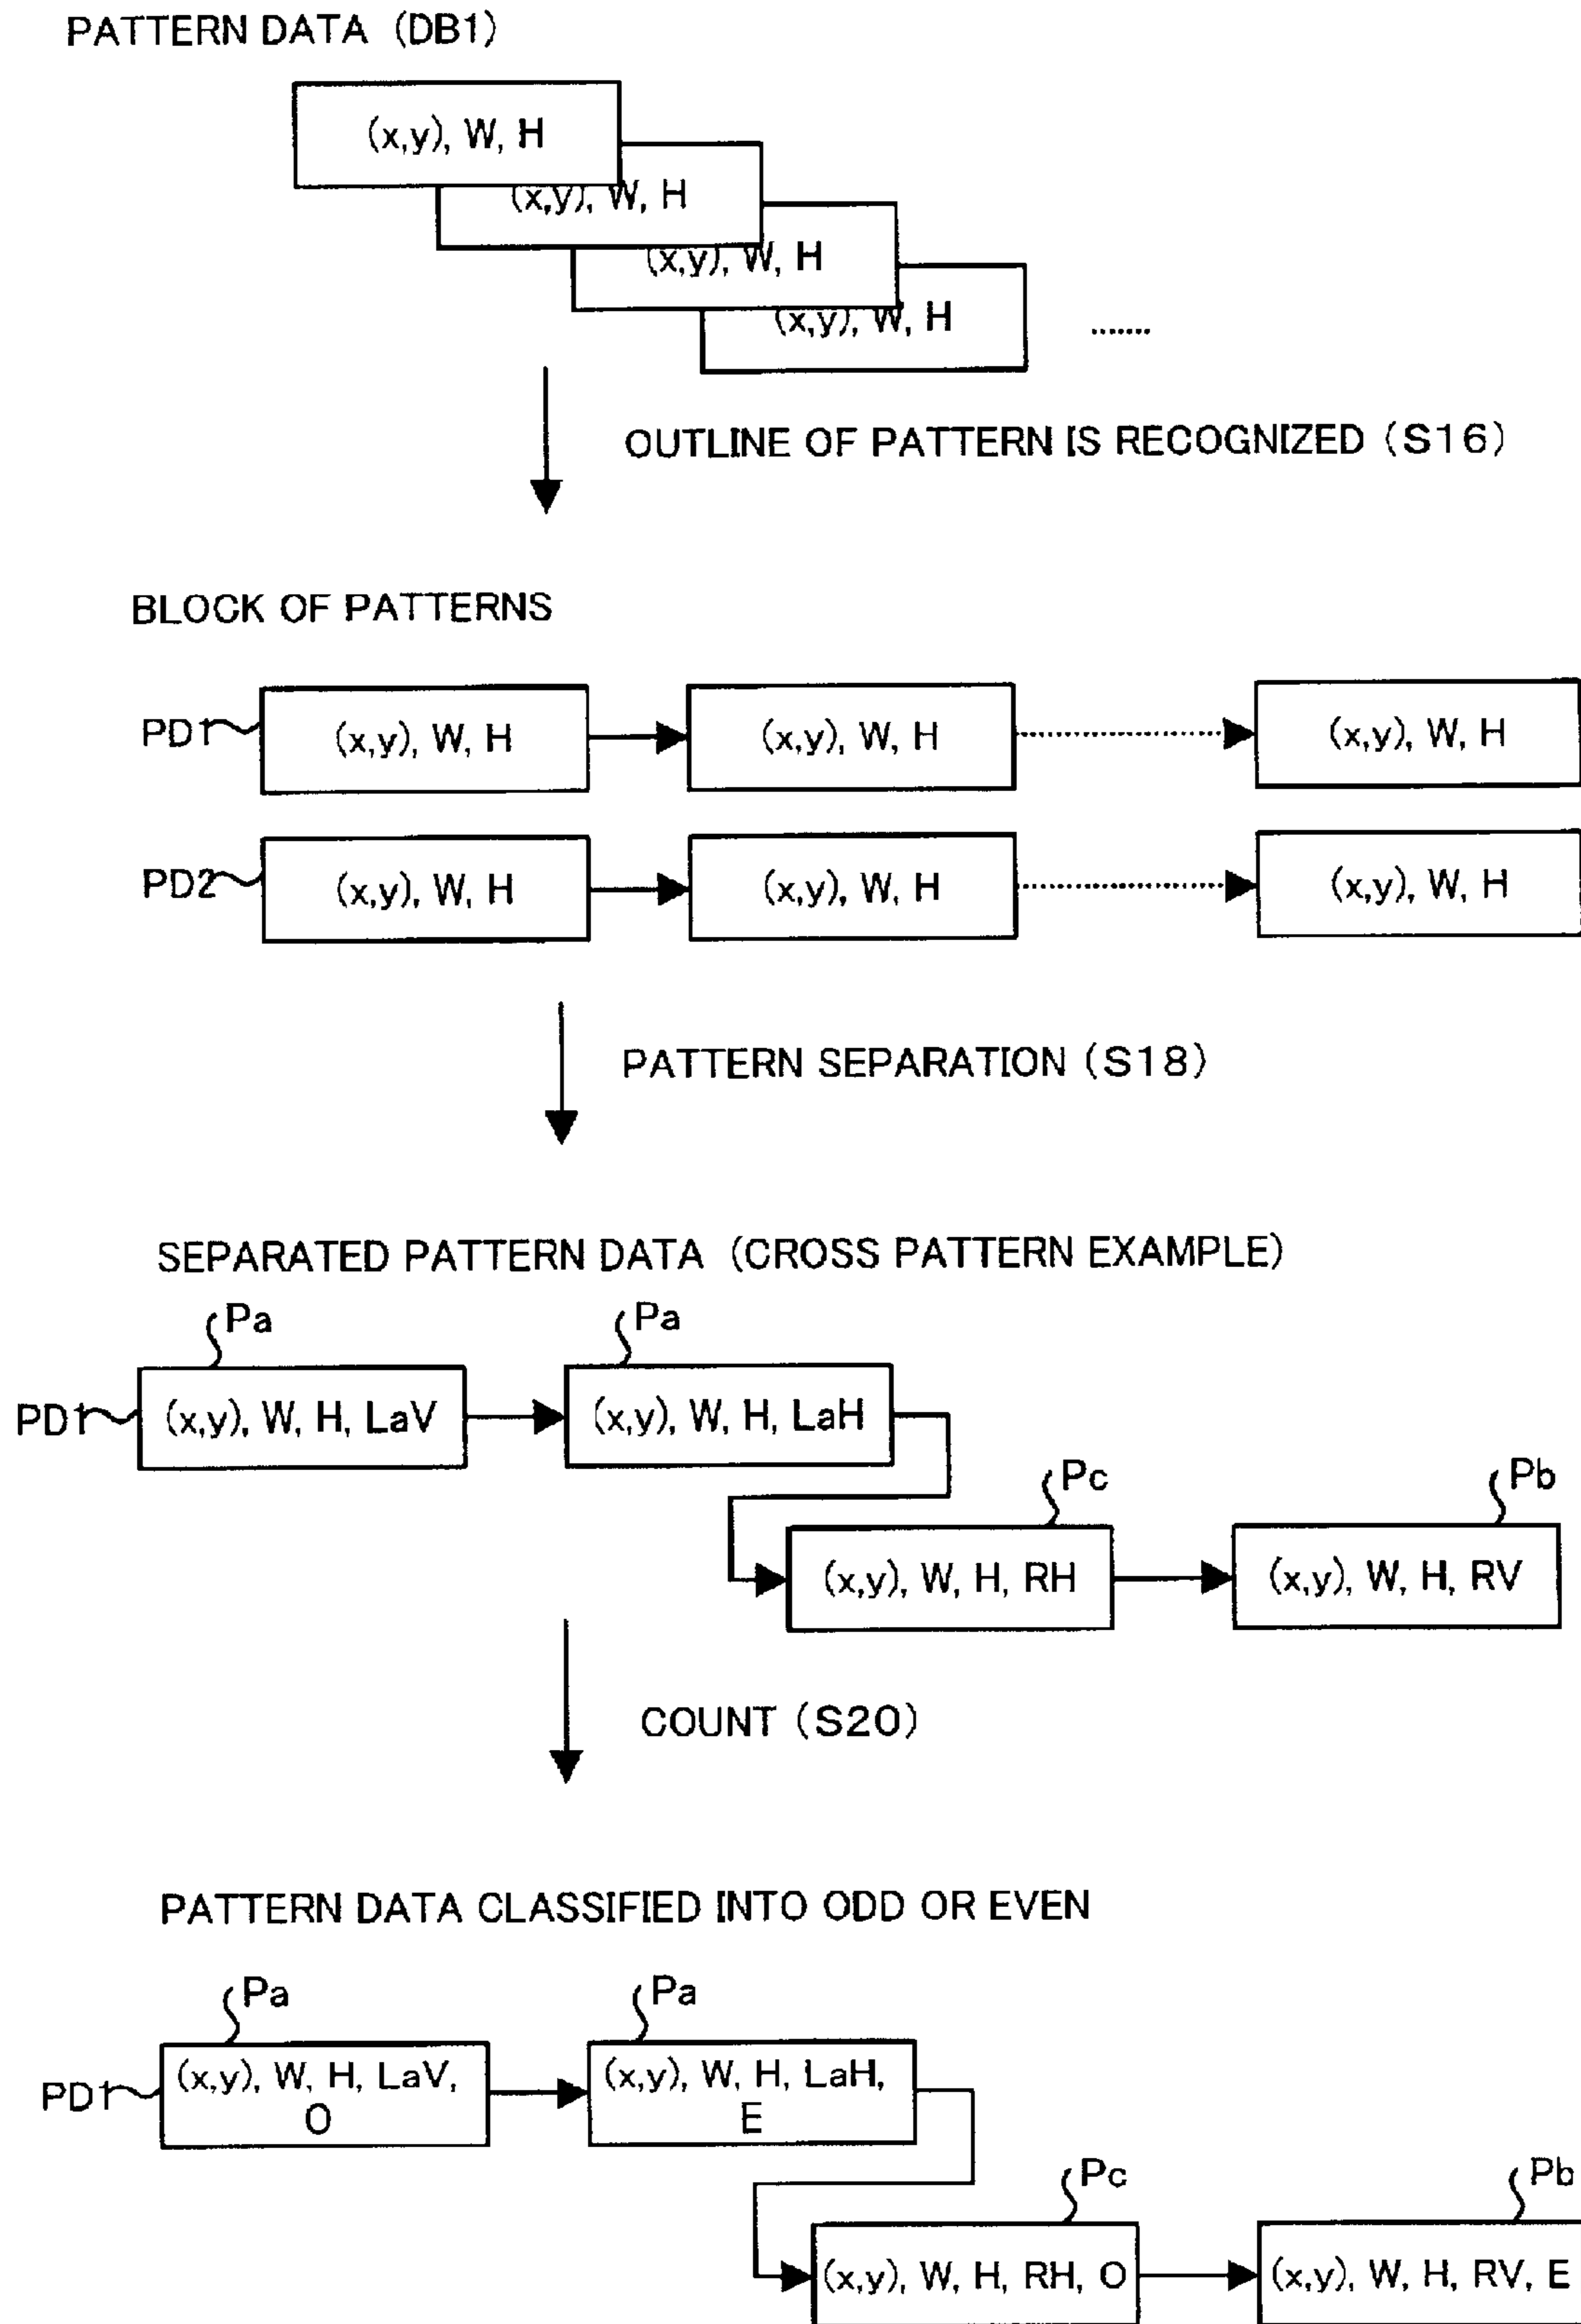 PATTERN DATA (DB1)
(x,y), W, H
(x,y), W, H
(x,y), W, H
(x,y), W, H
.......
OUTLINE OF PATTERN IS RECOGNIZED (S16)
BLOCK OF PATTERNS
PD1
(x,y), W, H
(x,y), W, H
(x,y), W, H
PD2
(x,y), W, H
(x,y), W, H
(x,y), W, H
PATTERN SEPARATION (S18)
SEPARATED PATTERN DATA (CROSS PATTERN EXAMPLE)
Pa
Pa
PD1
(x,y), W, H, LaV
(x,y), W, H, LaH
Pc
Pb
(x,y), W, H, RH
(x,y), W, H, RV
COUNT (S20)
PATTERN DATA CLASSIFIED INTO ODD OR EVEN
Pa
Pa
PD1
(x,y), W, H, LaV,
O
(x,y), W, H, LaH,
E
Pc
Pb
(x,y), W, H, RH, O
(x,y), W, H, RV, E